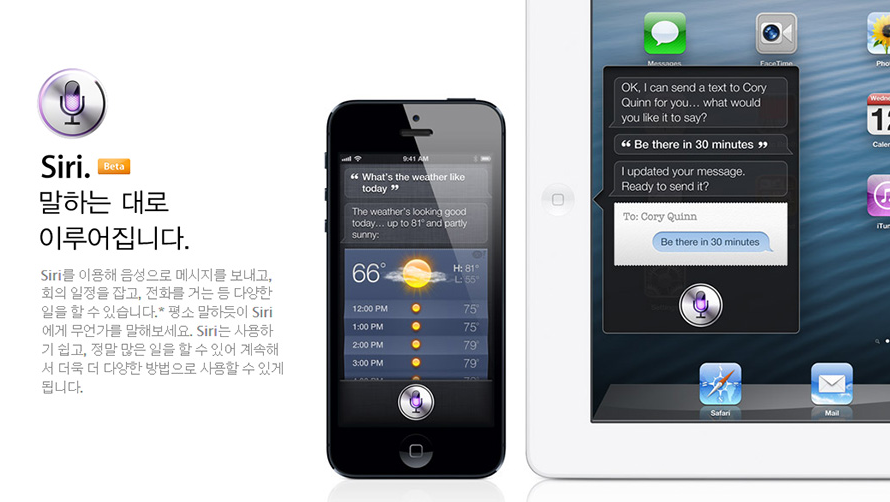 Siri. Beta
말하는 대로
이루어집니다.
Siri를 이용해 음성으로 메시지를 보내고,
회의 일정을 잡고, 전화를 거는 등 다양한
일을 할 수 있습니다.* 평소 말하듯이 Siri
에게 무언가를 말해보세요. Siri는 사용하
기 쉽고, 정말 많은 일을 할 수 있어 계속해
서 더욱 더 다양한 방법으로 사용할 수 있게
됩니다.
9:41 AM
“ What's the weather like
today ”
The weather's looking good
today... up to 81° and partly
sunny:
66°
H: 81°
L: 55°
12:00 PM 75°
1:00 PM 75°
2:00 PM 79°
3:00 PM 79°
Messages
FaceTime
OK, I can send a text to Cory
Quinn for you... what would
you like it to say?
“ Be there in 30 minutes ”
I updated your message.
Ready to send it?
To: Cory Quinn
Be there in 30 minutes
Safari
Mail